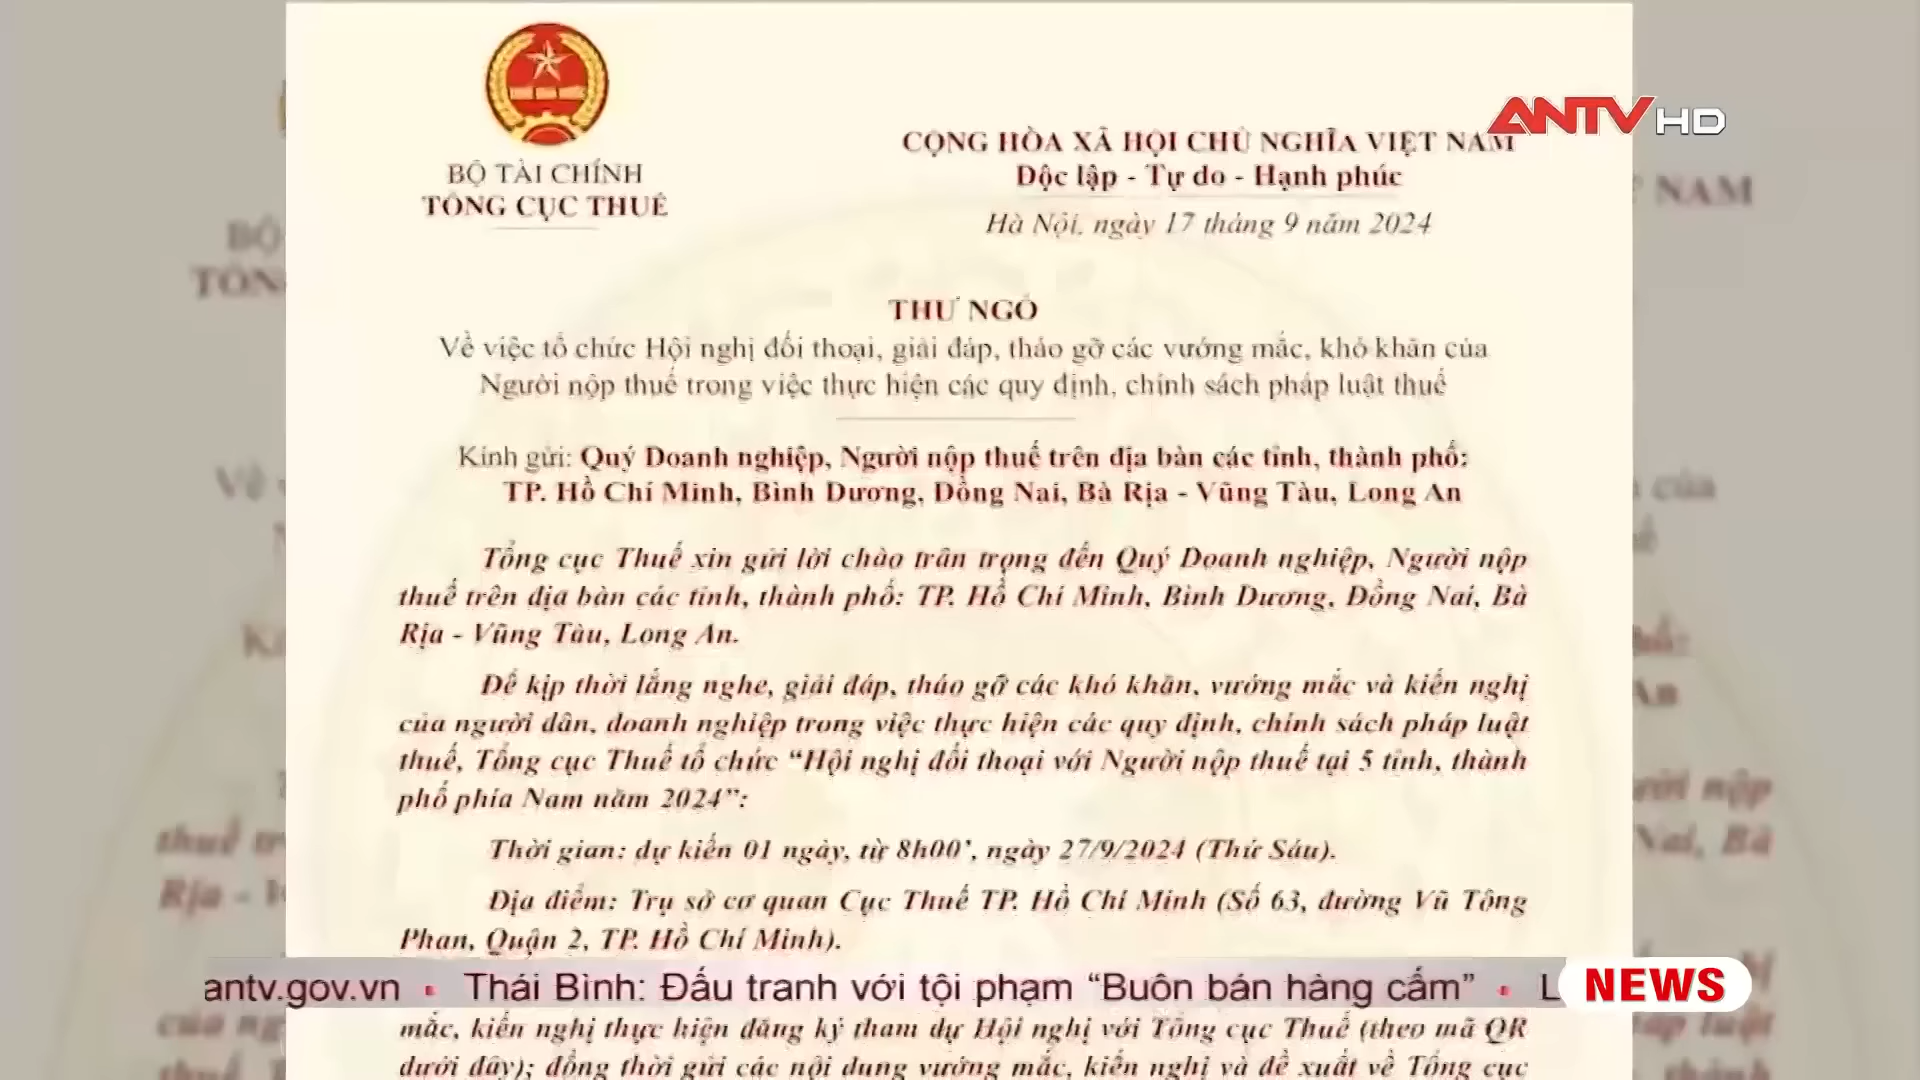 ANTV HD
BỘ TÀI CHÍNH
TỔNG CỤC THUẾ
CỘNG HÒA XÃ HỘI CHỦ NGHĨA VIỆT NAM
Độc lập - Tự do - Hạnh phúc
Hà Nội, ngày 17 tháng 9 năm 2024
THƯ NGỎ
Về việc tổ chức Hội nghị đối thoại, giải đáp, tháo gỡ các vướng mắc, khó khăn của
Người nộp thuế trong việc thực hiện các quy định, chính sách pháp luật thuế
Kính gửi: Quý Doanh nghiệp, Người nộp thuế trên địa bàn các tỉnh, thành phố:
TP. Hồ Chí Minh, Bình Dương, Đồng Nai, Bà Rịa - Vũng Tàu, Long An
Tổng cục Thuế xin gửi lời chào trân trọng đến Quý Doanh nghiệp, Người nộp
thuế trên địa bàn các tỉnh, thành phố: TP. Hồ Chí Minh, Bình Dương, Đồng Nai, Bà
Rịa - Vũng Tàu, Long An.
Để kịp thời lắng nghe, giải đáp, tháo gỡ các khó khăn, vướng mắc và kiến nghị
của người dân, doanh nghiệp trong việc thực hiện các quy định, chính sách pháp luật
thuế, Tổng cục Thuế tổ chức “Hội nghị đối thoại với Người nộp thuế tại 5 tỉnh, thành
phố phía Nam năm 2024”:
Thời gian: dự kiến 01 ngày, từ 8h00’, ngày 27/9/2024 (Thứ Sáu).
Địa điểm: Trụ sở cơ quan Cục Thuế TP. Hồ Chí Minh (Số 63, đường Vũ Tông
Phan, Quận 2, TP. Hồ Chí Minh).
antv.gov.vn • Thái Bình: Đấu tranh với tội phạm “Buôn bán hàng cấm” • L
NEWS
mắc, kiến nghị thực hiện đăng ký tham dự Hội nghị với Tổng cục Thuế (theo mã QR
dưới đây); đồng thời gửi các nội dung vướng mắc, kiến nghị và đề xuất về Tổng cục